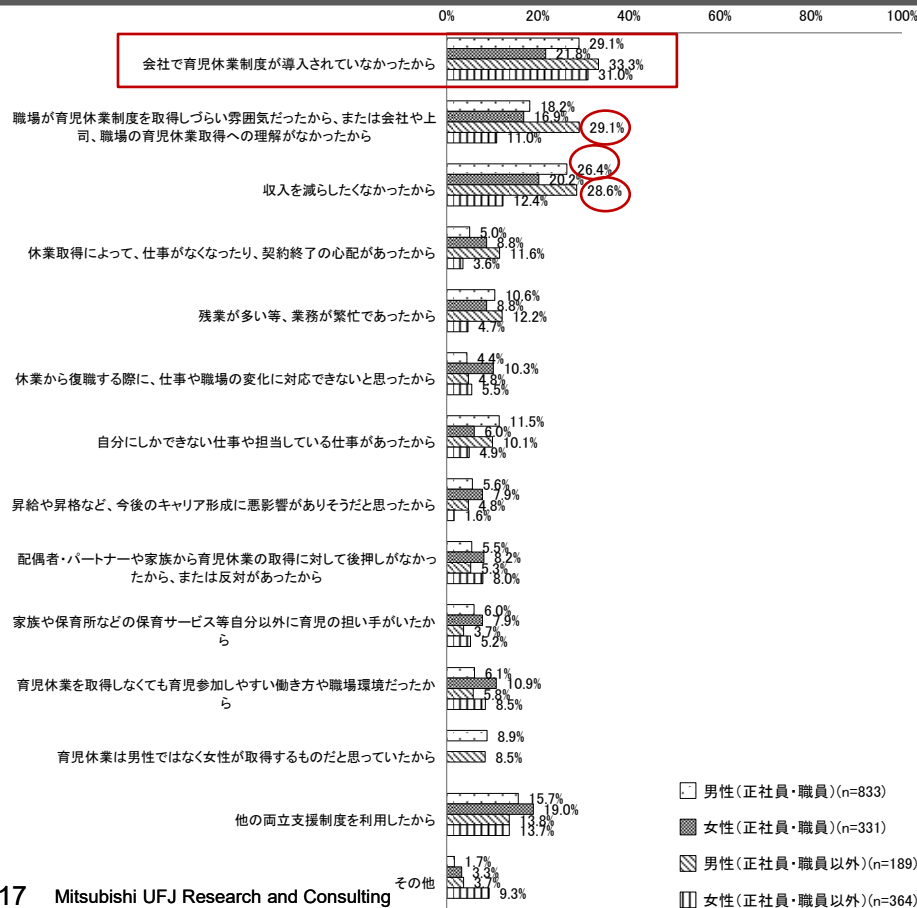 0%
20%
40%
60%
80%
100%
会社で育児休業制度が導入されていなかったから
29.1%
21.8%
33.3%
31.0%
職場が育児休業制度を取得しづらい雰囲気だったから、または会社や上
司、職場の育児休業取得への理解がなかったから
18.2%
16.9%
29.1%
11.0%
収入を減らしたくなかったから
26.4%
20.2%
28.6%
12.4%
休業取得によって、仕事がなくなったり、契約終了の心配があったから
5.0%
8.8%
11.6%
3.6%
残業が多い等、業務が繁忙であったから
10.6%
8.8%
12.2%
4.7%
休業から復職する際に、仕事や職場の変化に対応できないと思ったから
4.4%
10.3%
4.8%
5.5%
自分にしかできない仕事や担当している仕事があったから
11.5%
6.0%
10.1%
4.9%
昇給や昇格など、今後のキャリア形成に悪影響がありそうだと思ったから
5.6%
7.9%
4.8%
1.6%
配偶者・パートナーや家族から育児休業の取得に対して後押しがなかっ
たから、または反対があったから
5.5%
8.2%
5.3%
8.0%
家族や保育所などの保育サービス等自分以外に育児の担い手がいたか
ら
6.0%
7.9%
3.7%
5.2%
育児休業を取得しなくても育児参加しやすい働き方や職場環境だったか
ら
6.1%
10.9%
5.8%
8.5%
育児休業は男性ではなく女性が取得するものだと思っていたから
8.9%
8.5%
他の両立支援制度を利用したから
15.7%
19.0%
13.8%
13.7%
その他
1.7%
3.3%
3.7%
9.3%
男性(正社員・職員)(n=833)
女性(正社員・職員)(n=331)
男性(正社員・職員以外)(n=189)
女性(正社員・職員以外)(n=364)
17 Mitsubishi UFJ Research and Consulting